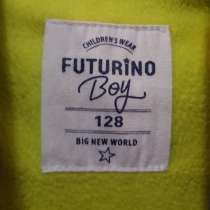 CHILDREN'S WEAR
FUTURINO
Boy
128
BIG NEW WORLD